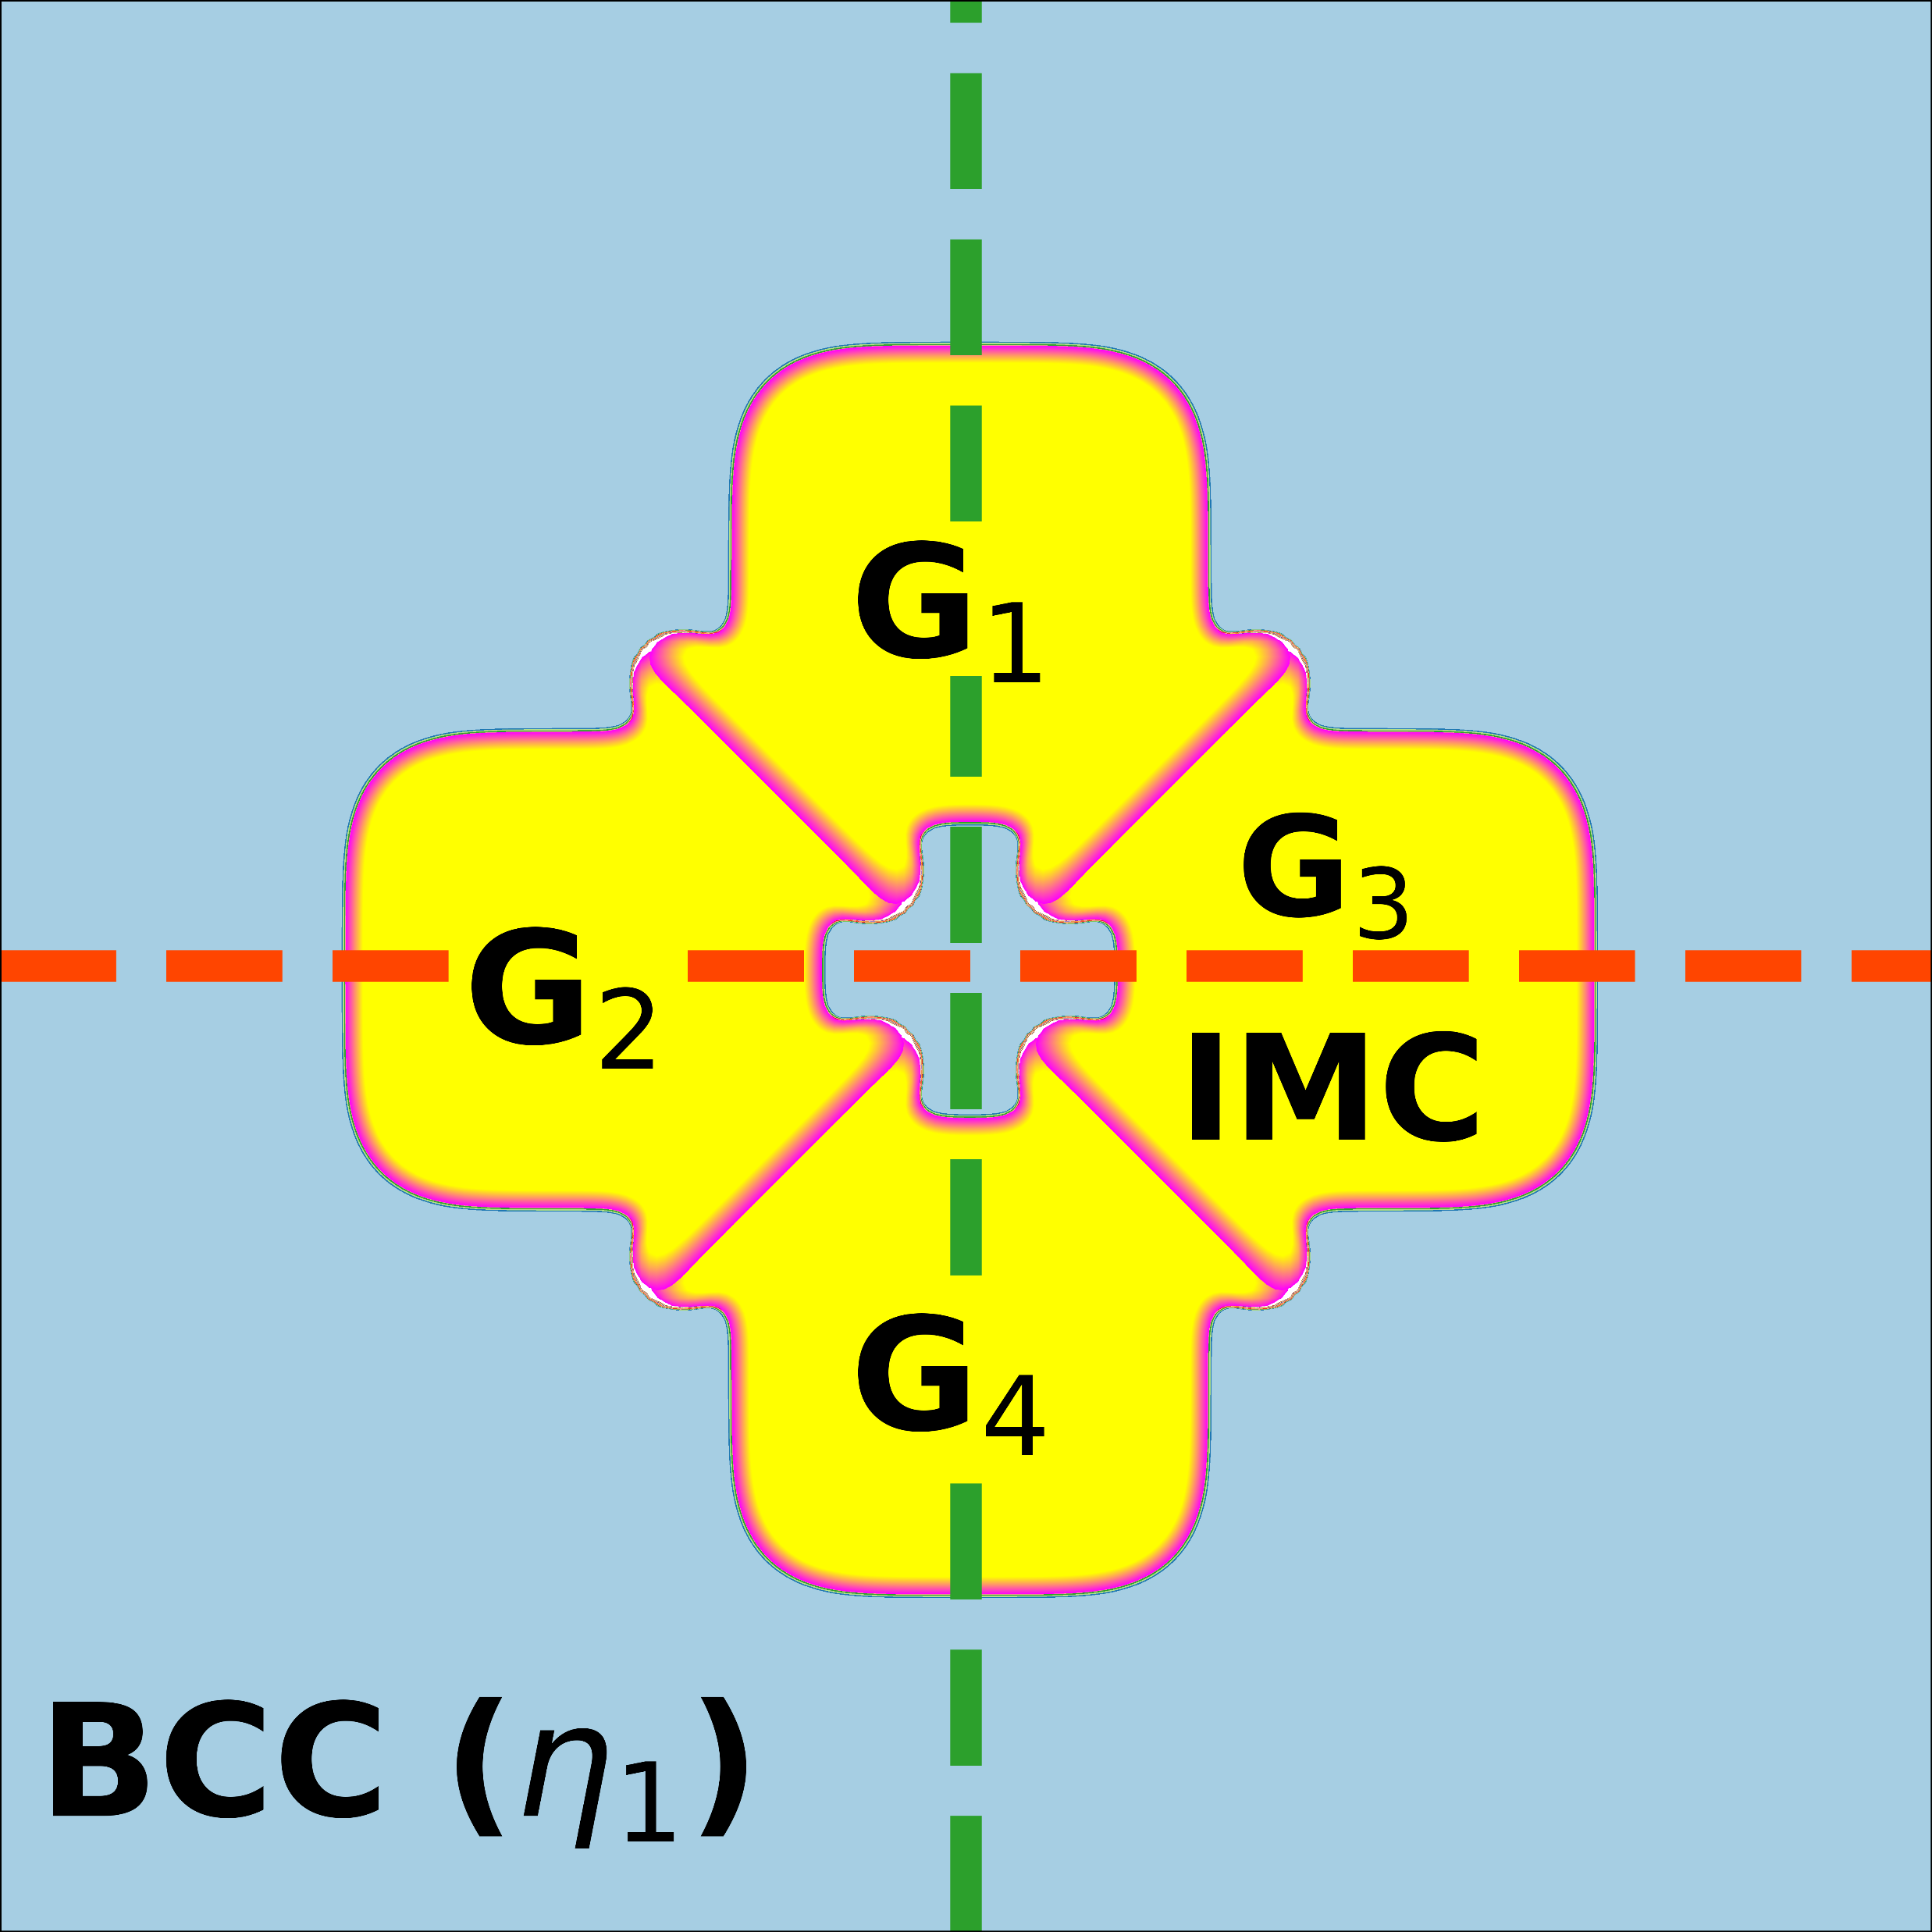 G₁
G₃
G₂
IMC
G₄
BCC (η₁)